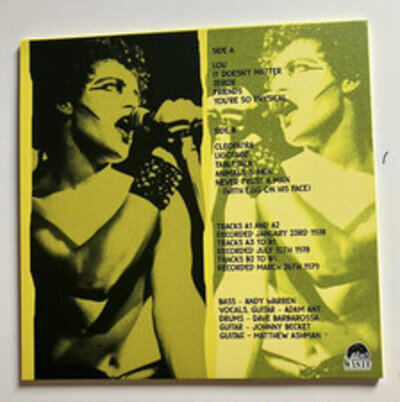 SIDE A
LOU
IT DOESN'T MATTER
ZEROX
FRIENDS
YOU'RE SO PHYSICAL
SIDE B
CLEOPATRA
LIGOTAGE
TABLETALK
ANIMALS & MEN
NEVER TRUST A MAN
(WITH EGG ON HIS FACE)
TRACKS A1 AND A2
RECORDED JANUARY 23RD 1978
TRACKS A3 TO B1
RECORDED JULY 10TH 1978
TRACKS B2 TO B5
RECORDED MARCH 26TH 1979
BASS - ANDY WARREN
VOCALS, GUITAR - ADAM ANT
DRUMS - DAVE BARBAROSSA
GUITAR - JOHNNY BECKET
GUITAR - MATTHEW ASHMAN